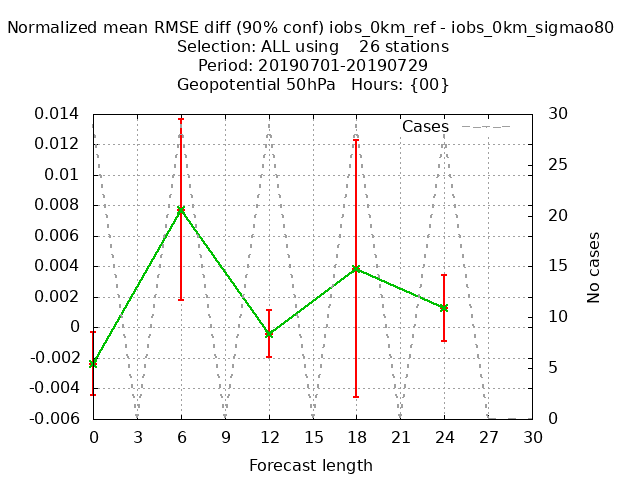 Normalized mean RMSE diff (90% conf) iobs_0km_ref - iobs_0km_sigmao80
Selection: ALL using    26 stations
Period: 20190701-20190729
Geopotential 50hPa   Hours: {00}
Cases
0.014
0.012
0.01
0.008
0.006
0.004
0.002
0
-0.002
-0.004
-0.006
30
25
20
15
10
5
0
No cases
0 3 6 9 12 15 18 21 24 27 30
Forecast length